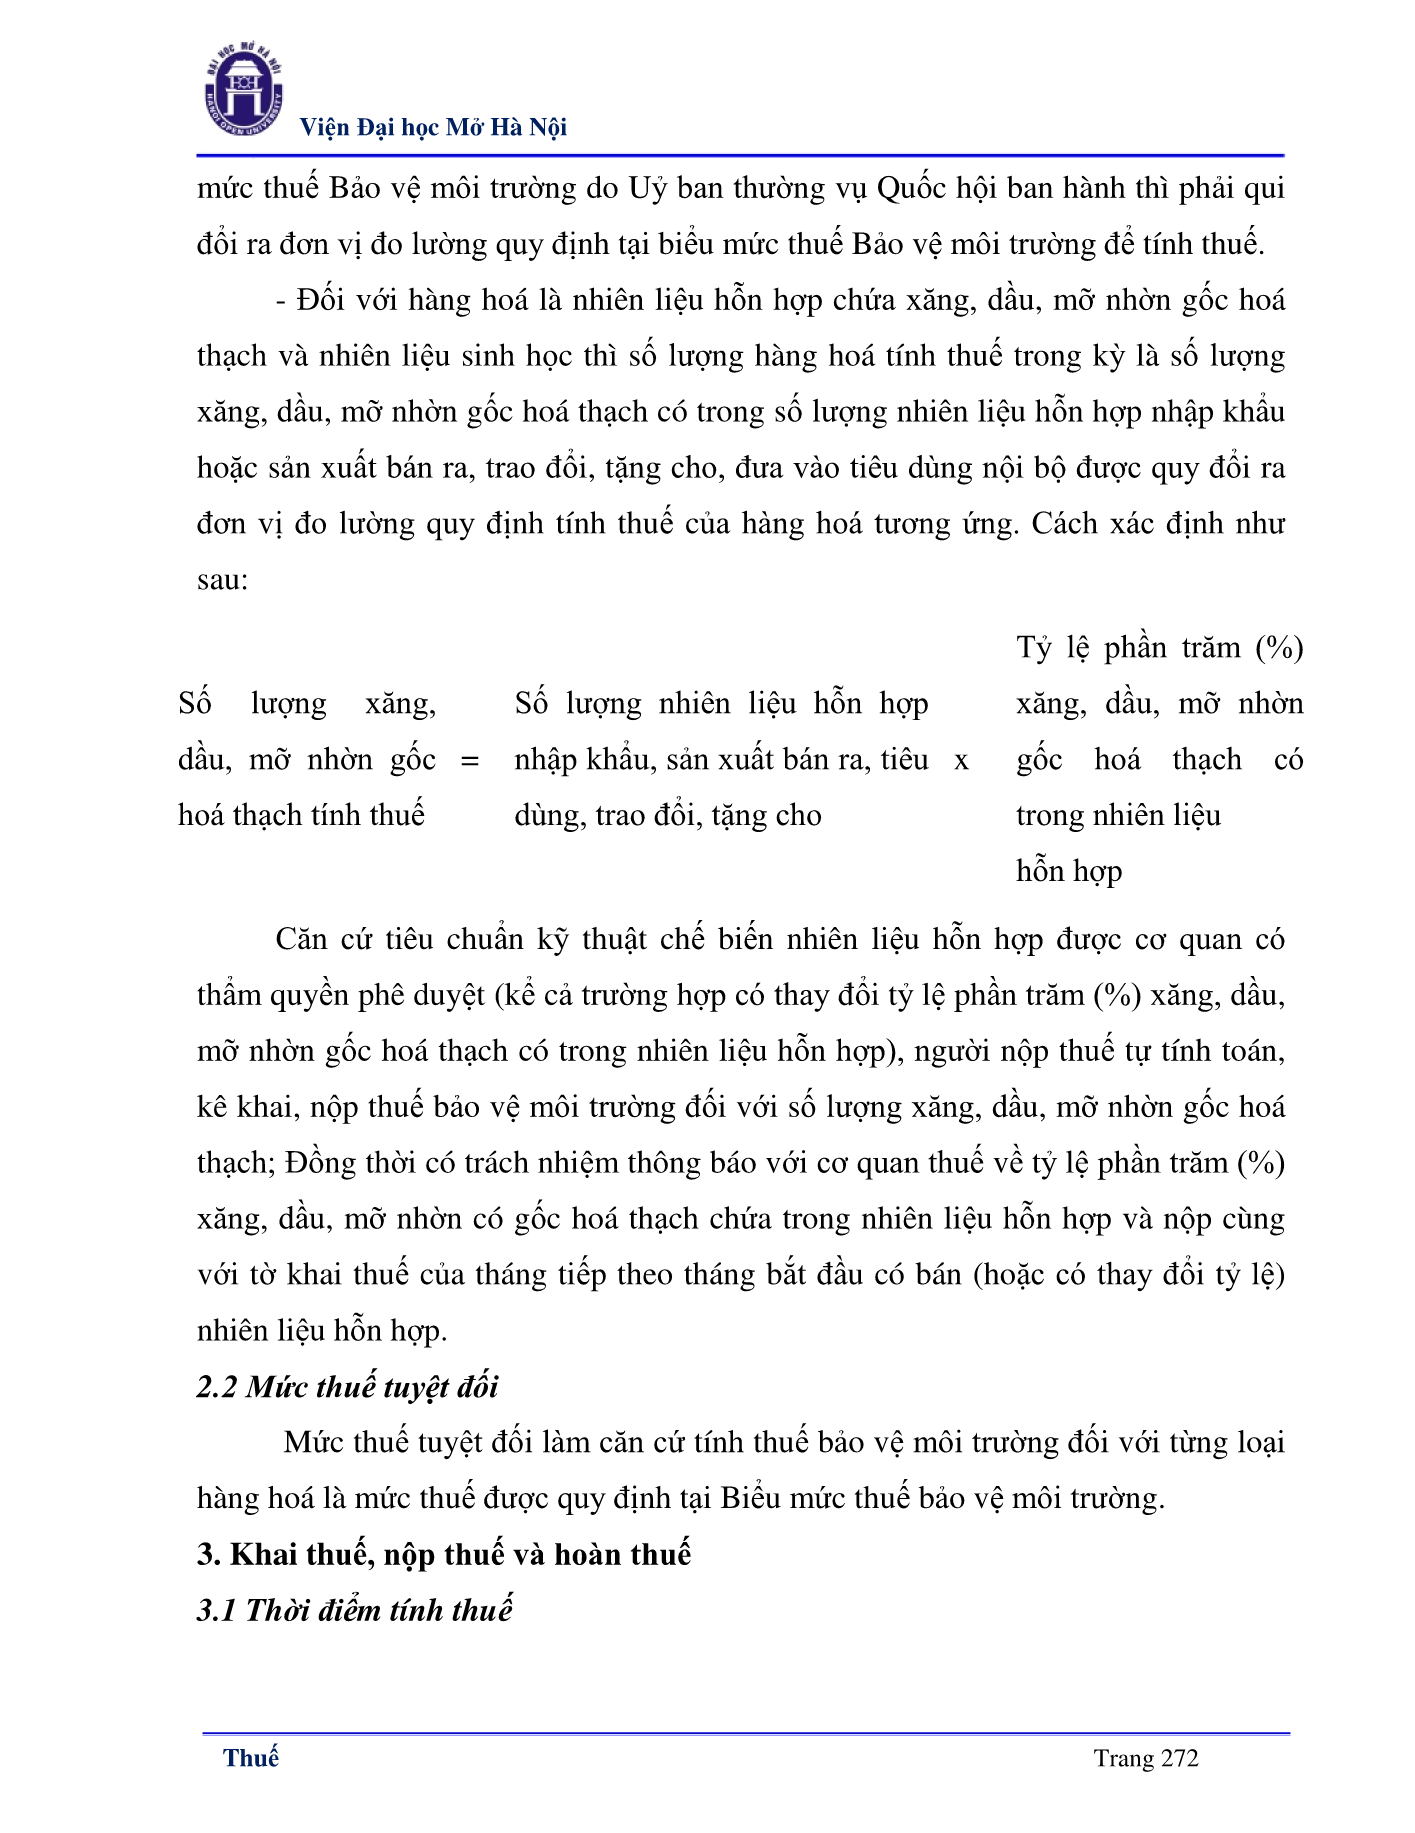 ĐẠI HỌC MỞ HÀ NỘI
HANOI OPEN UNIVERSITY
Viện Đại học Mở Hà Nội
mức thuế Bảo vệ môi trường do Uỷ ban thường vụ Quốc hội ban hành thì phải qui
đổi ra đơn vị đo lường quy định tại biểu mức thuế Bảo vệ môi trường để tính thuế.
- Đối với hàng hoá là nhiên liệu hỗn hợp chứa xăng, dầu, mỡ nhờn gốc hoá
thạch và nhiên liệu sinh học thì số lượng hàng hoá tính thuế trong kỳ là số lượng
xăng, dầu, mỡ nhờn gốc hoá thạch có trong số lượng nhiên liệu hỗn hợp nhập khẩu
hoặc sản xuất bán ra, trao đổi, tặng cho, đưa vào tiêu dùng nội bộ được quy đổi ra
đơn vị đo lường quy định tính thuế của hàng hoá tương ứng. Cách xác định như
sau:
Số lượng xăng,
dầu, mỡ nhờn gốc
hoá thạch tính thuế
=
Số lượng nhiên liệu hỗn hợp
nhập khẩu, sản xuất bán ra, tiêu
dùng, trao đổi, tặng cho
x
Tỷ lệ phần trăm (%)
xăng, dầu, mỡ nhờn
gốc hoá thạch có
trong nhiên liệu
hỗn hợp
Căn cứ tiêu chuẩn kỹ thuật chế biến nhiên liệu hỗn hợp được cơ quan có
thẩm quyền phê duyệt (kể cả trường hợp có thay đổi tỷ lệ phần trăm (%) xăng, dầu,
mỡ nhờn gốc hoá thạch có trong nhiên liệu hỗn hợp), người nộp thuế tự tính toán,
kê khai, nộp thuế bảo vệ môi trường đối với số lượng xăng, dầu, mỡ nhờn gốc hoá
thạch; Đồng thời có trách nhiệm thông báo với cơ quan thuế về tỷ lệ phần trăm (%)
xăng, dầu, mỡ nhờn có gốc hoá thạch chứa trong nhiên liệu hỗn hợp và nộp cùng
với tờ khai thuế của tháng tiếp theo tháng bắt đầu có bán (hoặc có thay đổi tỷ lệ)
nhiên liệu hỗn hợp.
2.2 Mức thuế tuyệt đối
Mức thuế tuyệt đối làm căn cứ tính thuế bảo vệ môi trường đối với từng loại
hàng hoá là mức thuế được quy định tại Biểu mức thuế bảo vệ môi trường.
3. Khai thuế, nộp thuế và hoàn thuế
3.1 Thời điểm tính thuế
Thuế
Trang 272